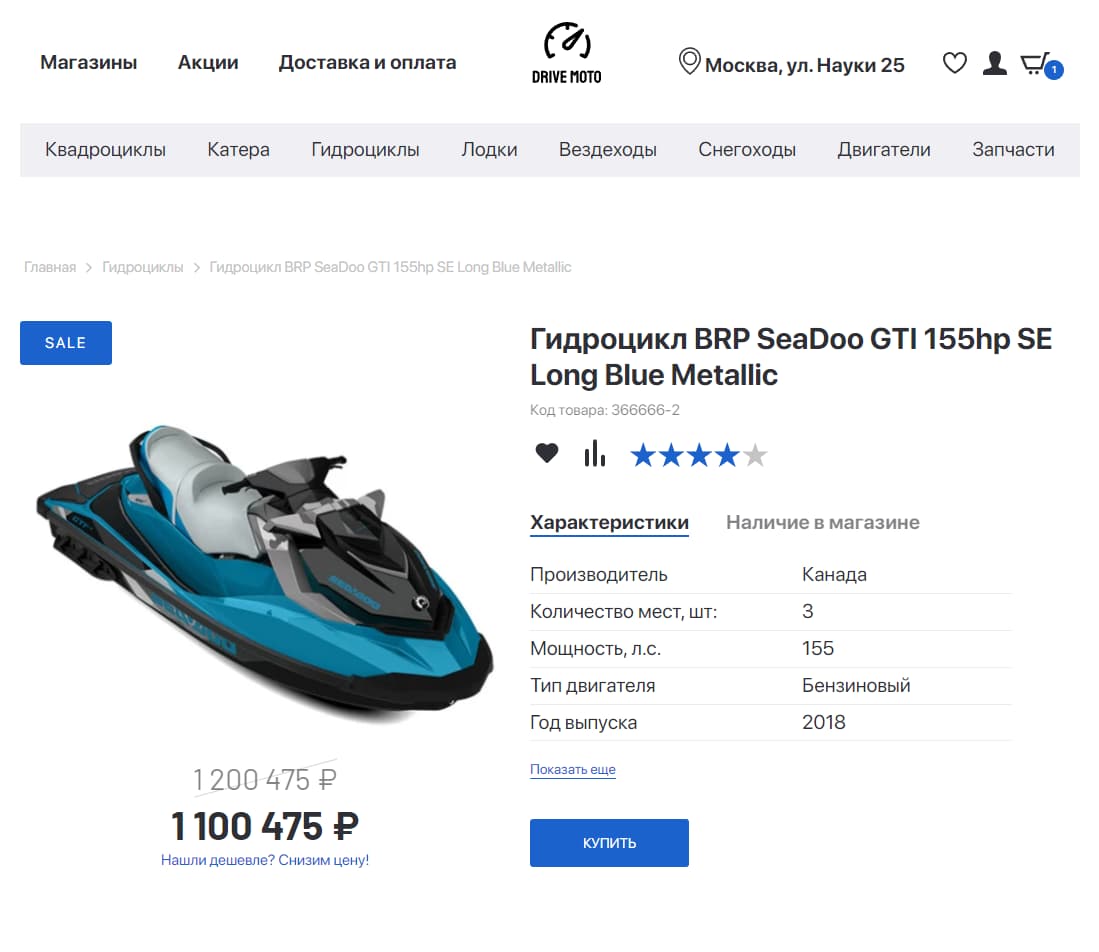 Магазины Акции Доставка и оплата
DRIVE MOTO
Москва, ул. Науки 25
1
Квадроциклы Катера Гидроциклы Лодки Вездеходы Снегоходы Двигатели Запчасти
Главная > Гидроциклы > Гидроцикл BRP SeaDoo GTI 155hp SE Long Blue Metallic
SALE
SEADOO
Гидроцикл BRP SeaDoo GTI 155hp SE
Long Blue Metallic
Код товара: 366666-2
Характеристики Наличие в магазине
Производитель Канада
Количество мест, шт: 3
Мощность, л.с. 155
Тип двигателя Бензиновый
Год выпуска 2018
Показать еще
1 200 475 ₽
1 100 475 ₽
Нашли дешевле? Снизим цену!
КУПИТЬ